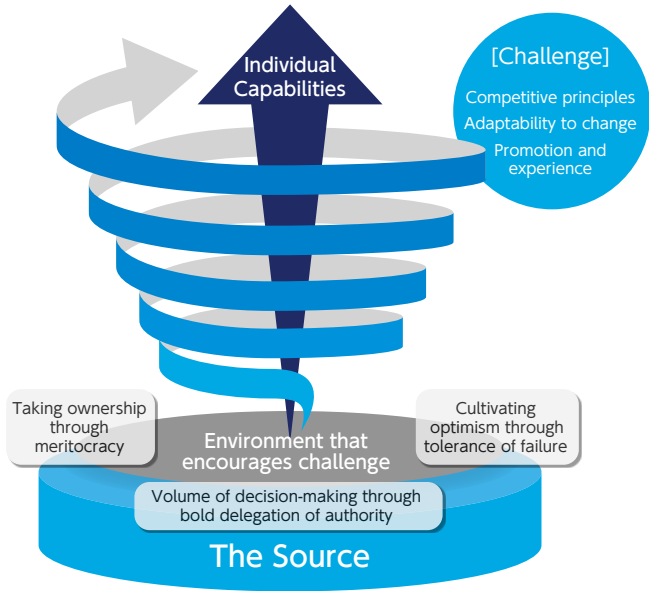 Individual
Capabilities
[Challenge]
Competitive principles
Adaptability to change
Promotion and
experience
Taking ownership
through
meritocracy
Environment that
encourages challenge
Cultivating
optimism through
tolerance of failure
Volume of decision-making through
bold delegation of authority
The Source